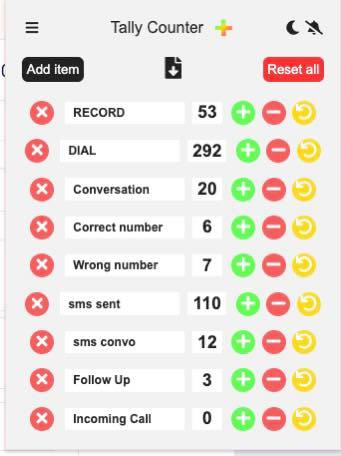 Tally Counter
Add item
Reset all
RECORD 53
DIAL 292
Conversation 20
Correct number 6
Wrong number 7
sms sent 110
sms convo 12
Follow Up 3
Incoming Call 0